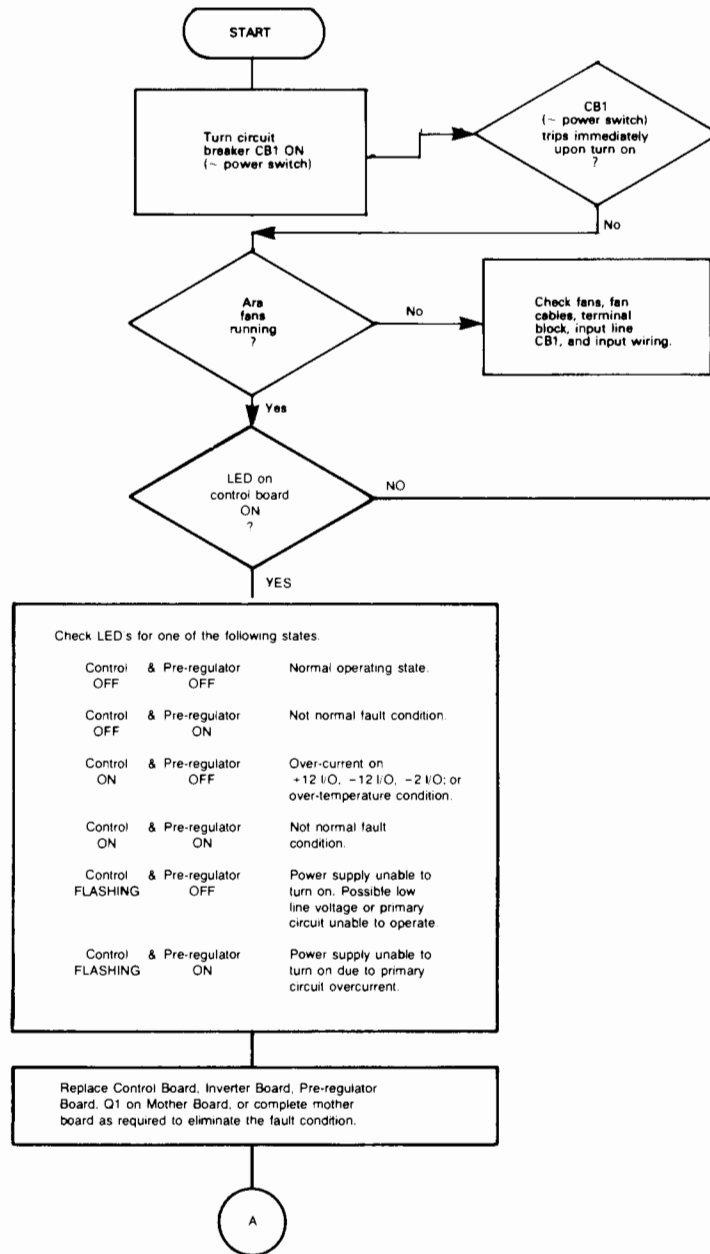 START
Turn circuit
breaker CB1 ON
(~ power switch)
CB1
(~ power switch)
trips immediately
upon turn on
?
No
Ara
fans
running
?
No
Check fans, fan
cables, terminal
block, input line
CB1, and input wiring.
Yes
LED on
control board
ON
?
NO
YES
Check LED's for one of the following states.
Control & Pre-regulator Normal operating state.
OFF OFF
Control & Pre-regulator Not normal fault condition.
OFF ON
Control & Pre-regulator Over-current on
ON OFF +12 I/O, -12 I/O, -2 I/O; or
over-temperature condition.
Control & Pre-regulator Not normal fault
ON ON condition.
Control & Pre-regulator Power supply unable to
FLASHING OFF turn on. Possible low
line voltage or primary
circuit unable to operate.
Control & Pre-regulator Power supply unable to
FLASHING ON turn on due to primary
circuit overcurrent.
Replace Control Board, Inverter Board, Pre-regulator
Board, Q1 on Mother Board, or complete mother
board as required to eliminate the fault condition.
A